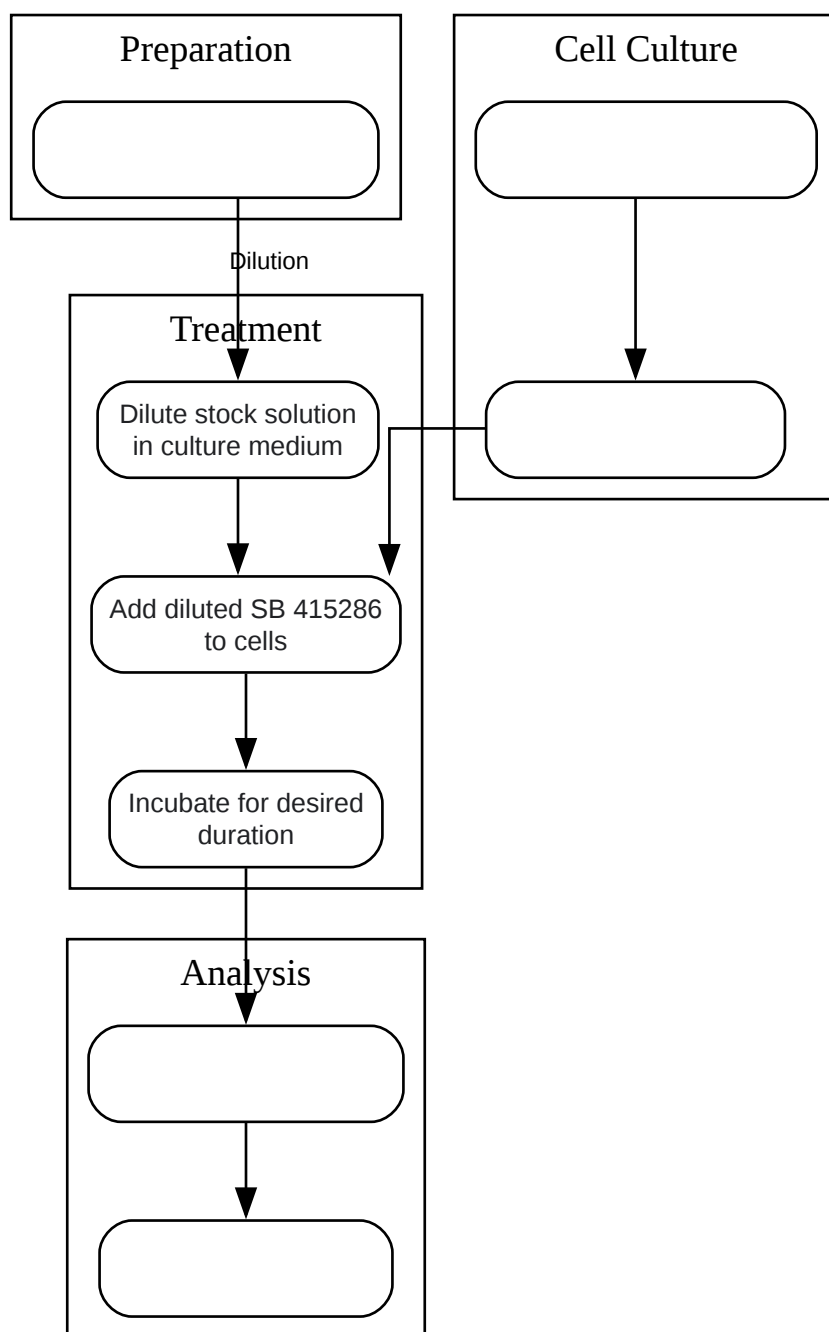 Preparation
Cell Culture
Dilution
Treatment
Dilute stock solution
in culture medium
Add diluted SB 415286
to cells
Incubate for desired
duration
Analysis